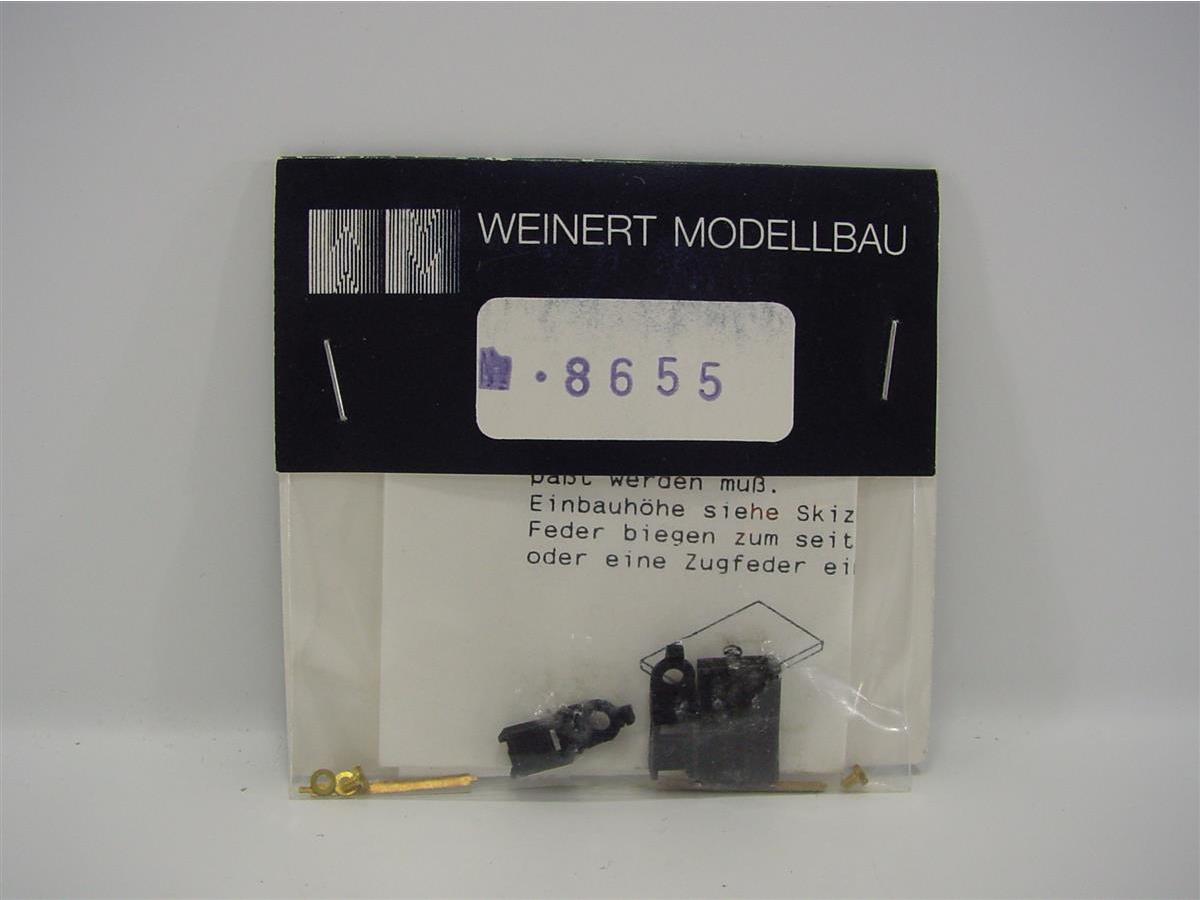 WEINERT MODELLBAU
. 8655
paßt werden muß.
Einbauhöhe siehe Skiz
Feder biegen zum seit
oder eine Zugfeder ei